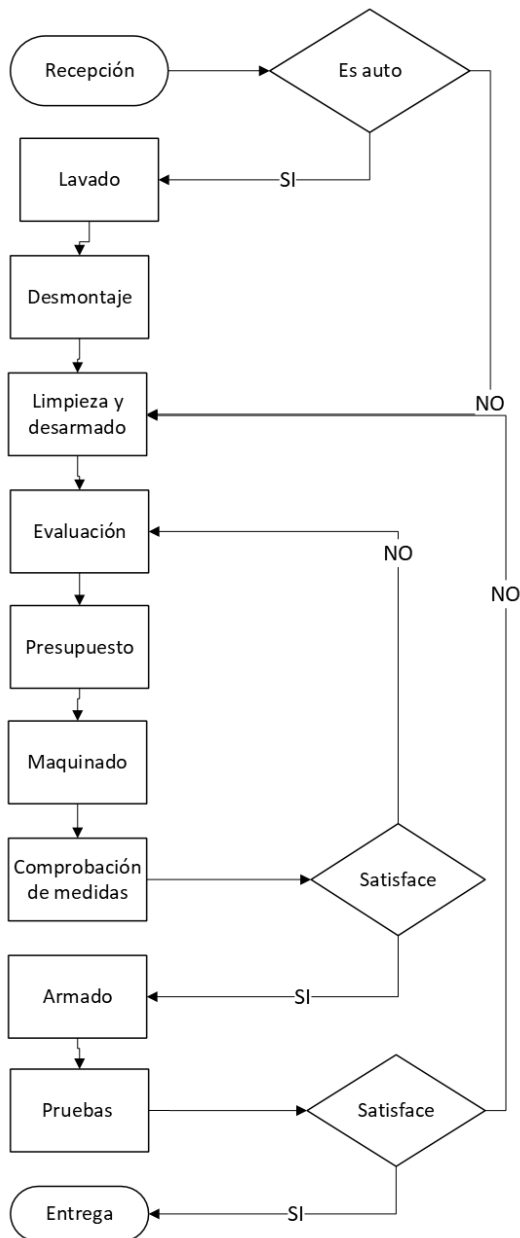 Recepción
Es auto
Lavado
SI
Desmontaje
Limpieza y
desarmado
NO
Evaluación
NO
NO
Presupuesto
Maquinado
Comprobación
de medidas
Satisface
Armado
SI
Pruebas
Satisface
Entrega
SI